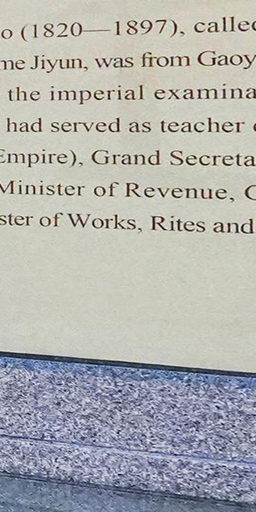 o (1820—1897), called
me Jiyun, was from Gaoy
the imperial examina
had served as teacher
Empire), Grand Secreta
Minister of Revenue, G
ster of Works, Rites and